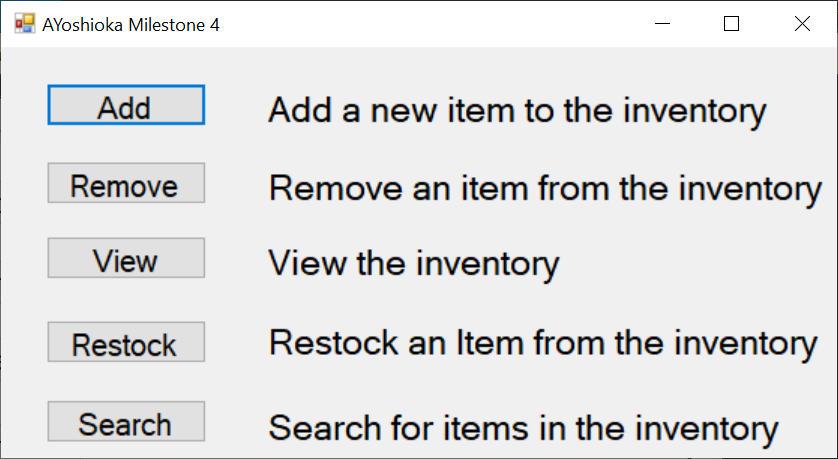 AYoshioka Milestone 4
Add Add a new item to the inventory
Remove Remove an item from the inventory
View View the inventory
Restock Restock an Item from the inventory
Search Search for items in the inventory